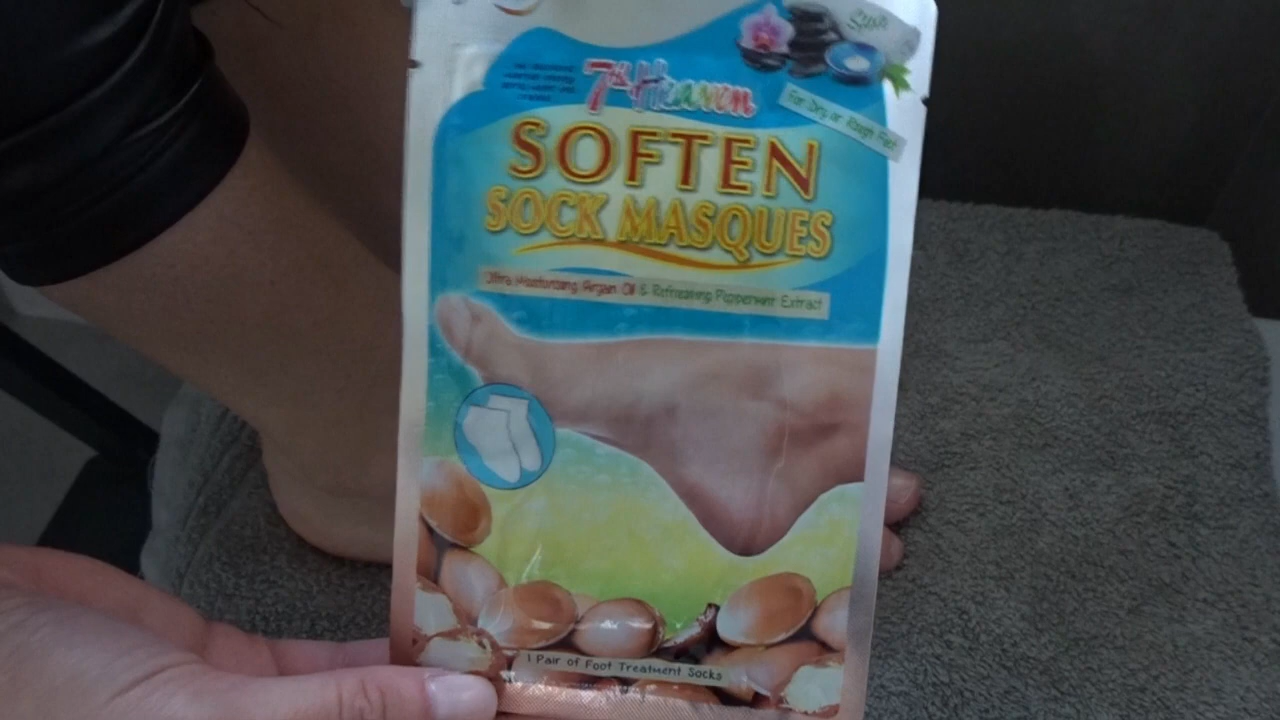 7th Heaven
For Dry or Rough Feet
SOFTEN
SOCK MASQUES
Ultra Moisturising Argan Oil & Refreshing Peppermint Extract
1 Pair of Foot Treatment Socks